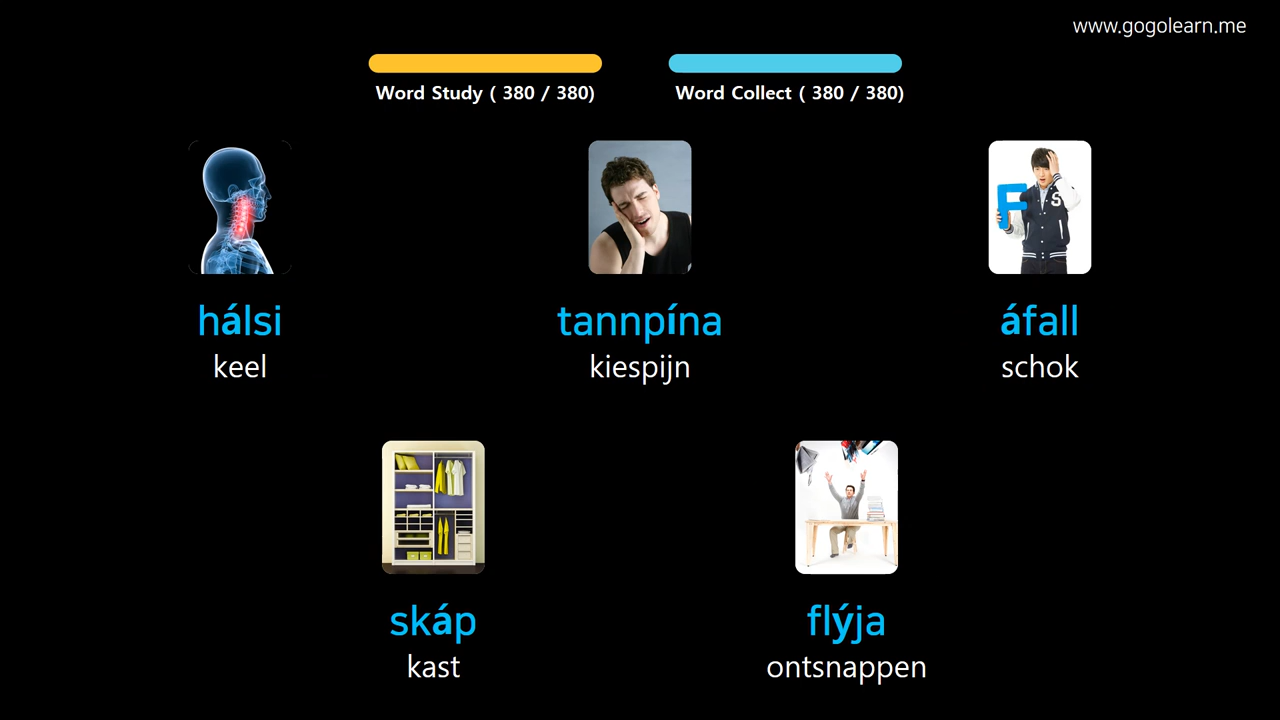 www.gogolearn.me
Word Study ( 380 / 380)
Word Collect ( 380 / 380)
F
S
hálsi
keel
tannpína
kiespijn
áfall
schok
skáp
kast
flýja
ontsnappen